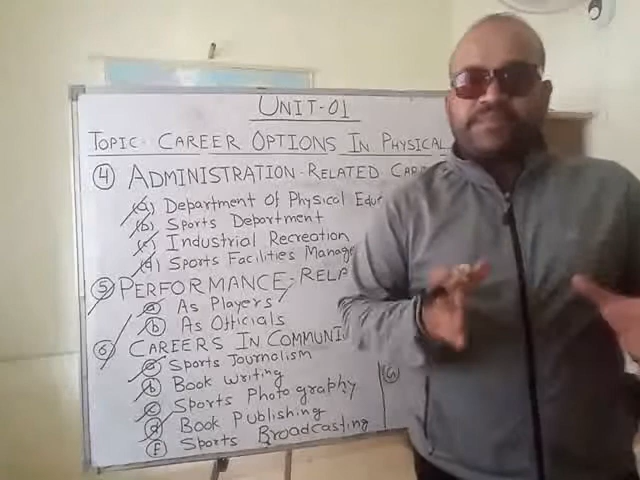 UNIT-01
TOPIC- CAREER OPTIONS IN PHYSICAL
④ ADMINISTRATION-RELATED
(a) Department Of Physical
(b) Sports Department
(c) Industrial Recreation
(d) Sports Facilities
⑤ PERFORMANCE-
ⓐ As Players
ⓑ As Officials
⑥ CAREERS IN
ⓐ Sports Journalism
ⓑ Book Writing
ⓒ Sports Photography
ⓓ Book Publishing
Ⓕ Sports Broadcasting